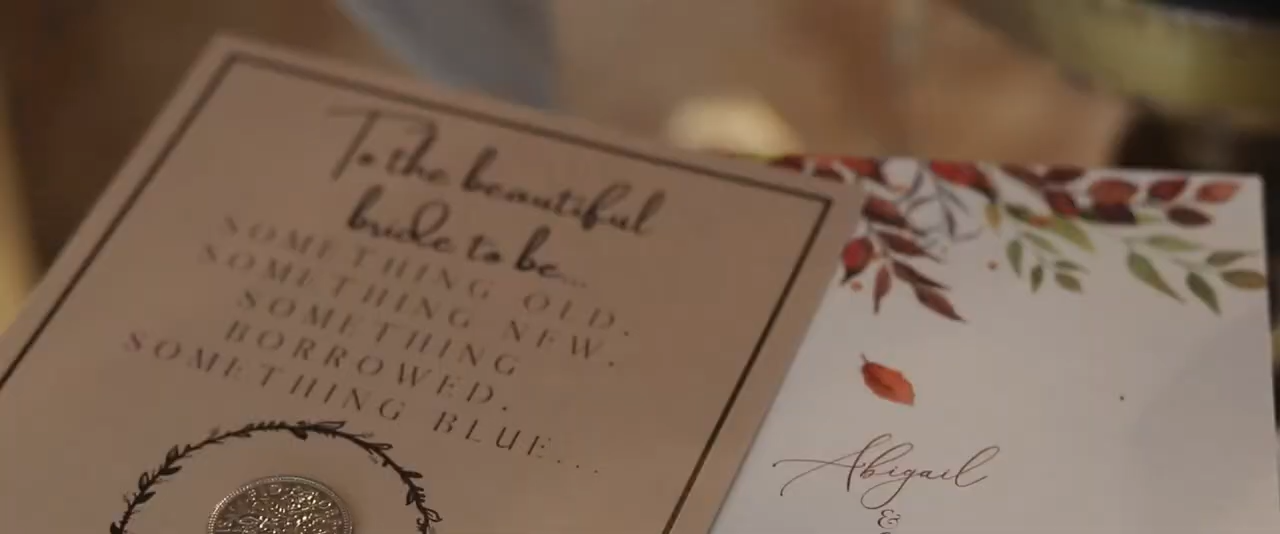 To the beautiful
bride to be...
SOMETHING OLD.
SOMETHING NEW.
SOMETHING
BORROWED.
SOMETHING BLUE...
Abigail
&